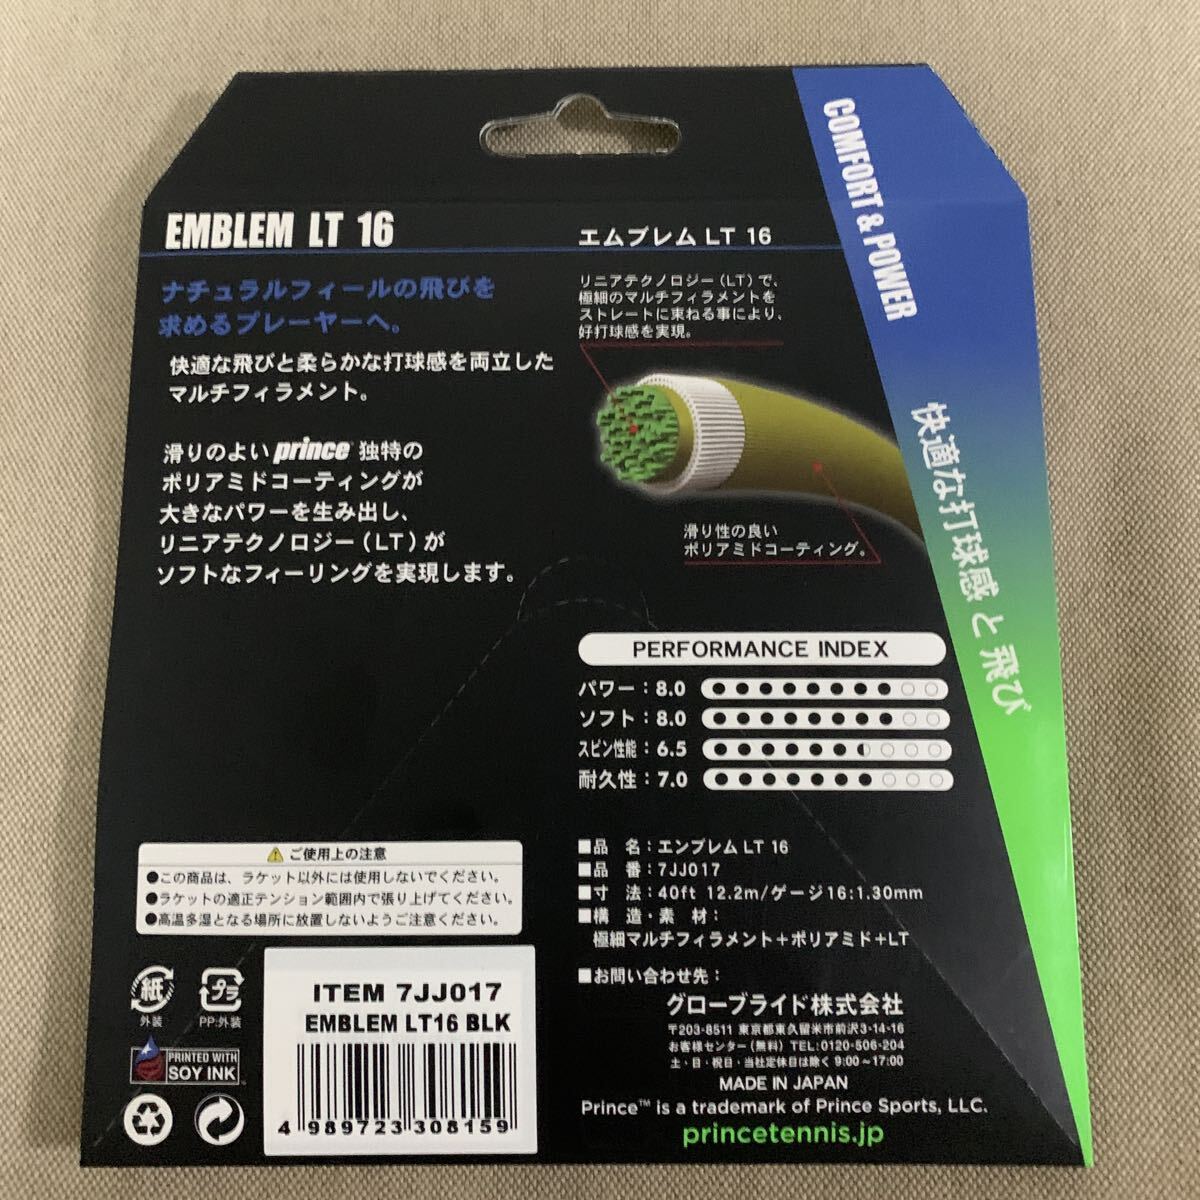 COMFORT & POWER
快適な打球感と飛び
EMBLEM LT 16
ナチュラルフィールの飛びを
求めるプレーヤーへ。
快適な飛びと柔らかな打球感を両立した
マルチフィラメント。
滑りのよい prince 独特の
ポリアミドコーティングが
大きなパワーを生み出し、
リニアテクノロジー(LT)が
ソフトなフィーリングを実現します。
エムブレム LT 16
リニアテクノロジー(LT)で、
極細のマルチフィラメントを
ストレートに束ねる事により、
好打球感を実現。
滑り性の良い
ポリアミドコーティング。
PERFORMANCE INDEX
パワー:8.0
ソフト:8.0
スピン性能:6.5
耐久性:7.0
■品 名:エンブレム LT 16
■品 番:7JJ017
■寸 法:40ft 12.2m/ゲージ16:1.30mm
■構 造・素 材:
極細マルチフィラメント+ポリアミド+LT
■お問い合わせ先:
グローブライド株式会社
〒203-8511 東京都東久留米市前沢3-14-16
お客様センター(無料) TEL:0120-506-204
土・日・祝日・当社定休日は除く 9:00~17:00
MADE IN JAPAN
Prince™ is a trademark of Prince Sports, LLC.
princetennis.jp
⚠ご使用上の注意
●この商品は、ラケット以外には使用しないでください。
●ラケットの適正テンション範囲内で張り上げてください。
●高温多湿となる場所に放置しないようご注意ください。
紙
外装
プラ
PP:外装
PRINTED WITH
SOY INK
ITEM 7JJ017
EMBLEM LT16 BLK
4 989723 308159